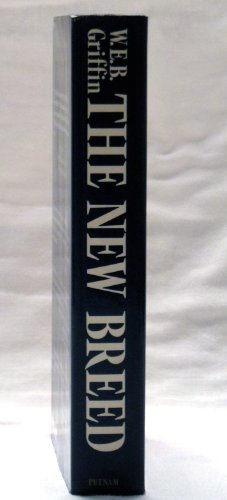 W.E.B.
Griffin
THE NEW BREED
PUTNAM